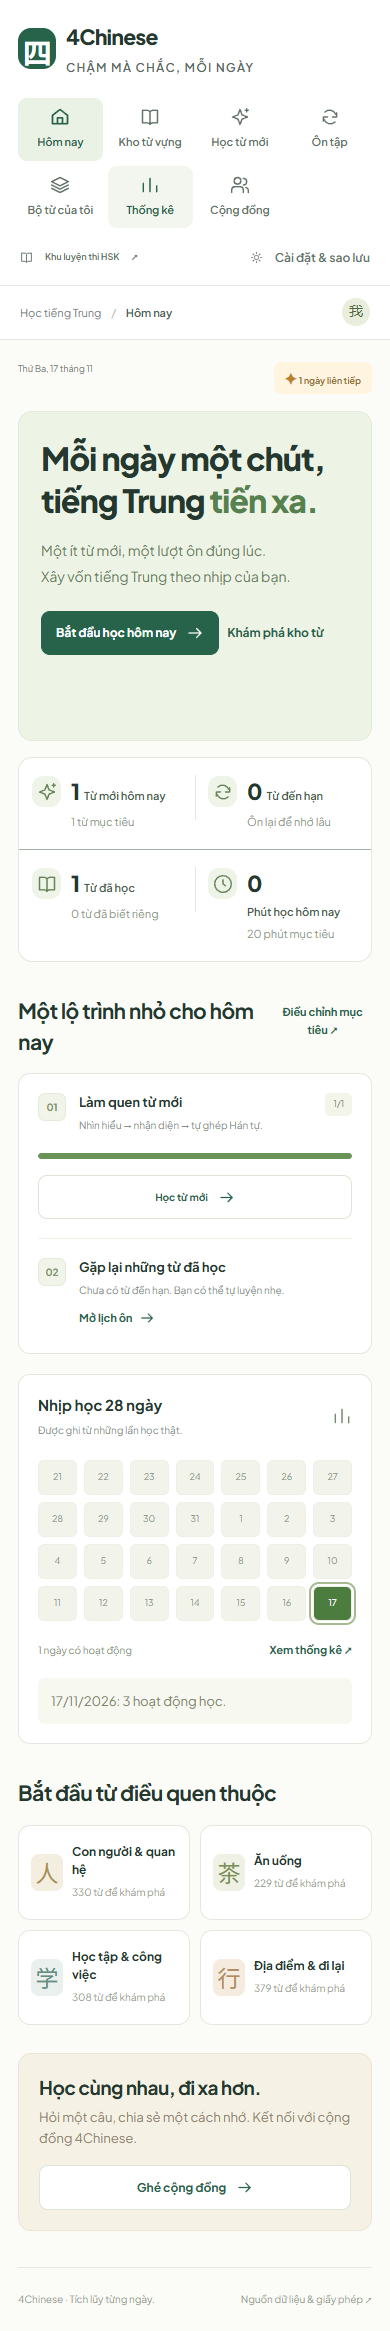 四
4Chinese
CHẬM MÀ CHẮC, MỖI NGÀY
Hôm nay
Kho từ vựng
Học từ mới
Ôn tập
Bộ từ của tôi
Thống kê
Cộng đồng
Khu luyện thi HSK ↗
Cài đặt & sao lưu
Học tiếng Trung / Hôm nay
我
Thứ Ba, 17 tháng 11
✦ 1 ngày liên tiếp
Mỗi ngày một chút,
tiếng Trung tiến xa.
Một ít từ mới, một lượt ôn đúng lúc.
Xây vốn tiếng Trung theo nhịp của bạn.
Bắt đầu học hôm nay →
Khám phá kho từ
1 Từ mới hôm nay
1 từ mục tiêu
0 Từ đến hạn
Ôn lại để nhớ lâu
1 Từ đã học
0 từ đã biết riêng
0
Phút học hôm nay
20 phút mục tiêu
Một lộ trình nhỏ cho hôm
nay
Điều chỉnh mục
tiêu ↗
01
Làm quen từ mới
1/1
Nhìn hiểu → nhận diện → tự ghép Hán tự.
Học từ mới →
02
Gặp lại những từ đã học
Chưa có từ đến hạn. Bạn có thể tự luyện nhẹ.
Mở lịch ôn →
Nhịp học 28 ngày
Được ghi từ những lần học thật.
21 22 23 24 25 26 27
28 29 30 31 1 2 3
4 5 6 7 8 9 10
11 12 13 14 15 16 17
1 ngày có hoạt động
Xem thống kê ↗
17/11/2026: 3 hoạt động học.
Bắt đầu từ điều quen thuộc
人
Con người & quan
hệ
330 từ để khám phá
茶
Ăn uống
229 từ để khám phá
学
Học tập & công
việc
308 từ để khám phá
行
Địa điểm & đi lại
379 từ để khám phá
Học cùng nhau, đi xa hơn.
Hỏi một câu, chia sẻ một cách nhớ. Kết nối với cộng
đồng 4Chinese.
Ghé cộng đồng →
4Chinese · Tích lũy từng ngày.
Nguồn dữ liệu & giấy phép ↗